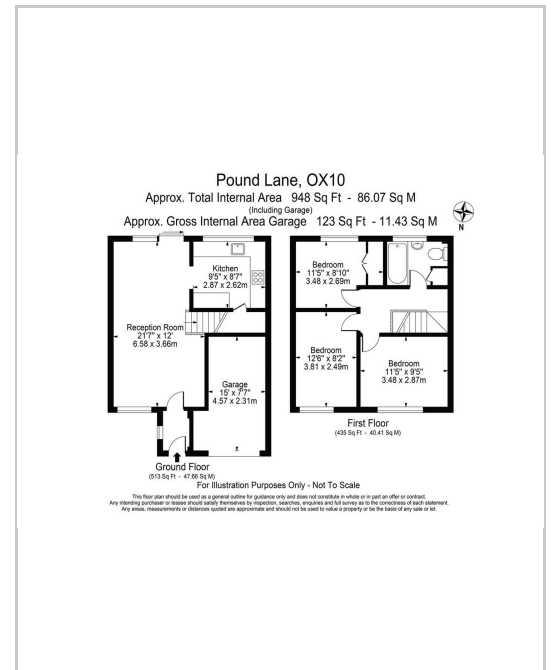 Pound Lane, OX10
Approx. Total Internal Area 948 Sq Ft - 86.07 Sq M
(Including Garage)
Approx. Gross Internal Area Garage 123 Sq Ft - 11.43 Sq M
N
Kitchen
9'5" x 8'7"
2.87 x 2.62m
Reception Room
21'7" x 12'
6.58 x 3.66m
Garage
15' x 7'7"
4.57 x 2.31m
Ground Floor
(513 Sq Ft - 47.66 Sq M)
Bedroom
11'5" x 8'10"
3.48 x 2.69m
Bedroom
12'6" x 8'2"
3.81 x 2.49m
Bedroom
11'5" x 9'5"
3.48 x 2.87m
First Floor
(435 Sq Ft - 40.41 Sq M)
For Illustration Purposes Only - Not To Scale
This floor plan should be used as a general outline for guidance only and does not constitute in whole or in part an offer or contract.
Any intending purchaser or lessee should satisfy themselves by inspection, searches, enquiries and full survey as to the correctness of each statement.
Any areas, measurements or distances quoted are approximate and should not be used to value a property or be the basis of any sale or let.